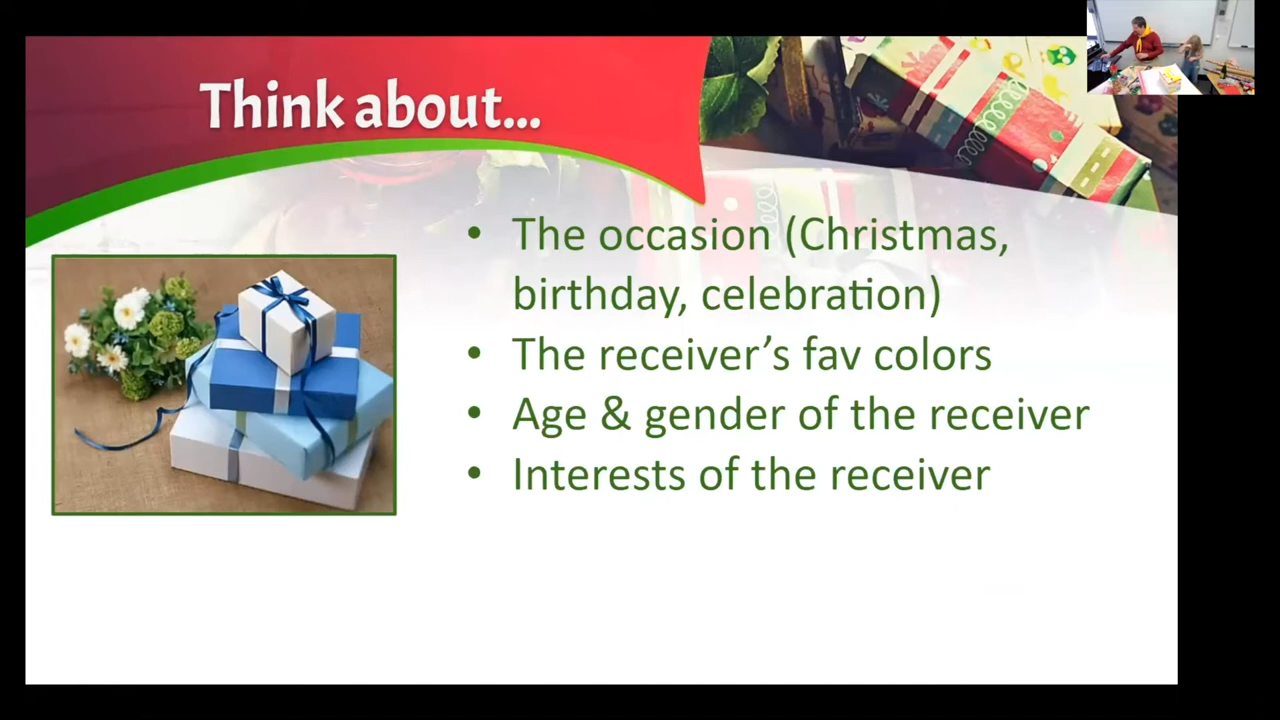 Think about...
• The occasion (Christmas,
birthday, celebration)
• The receiver’s fav colors
• Age & gender of the receiver
• Interests of the receiver